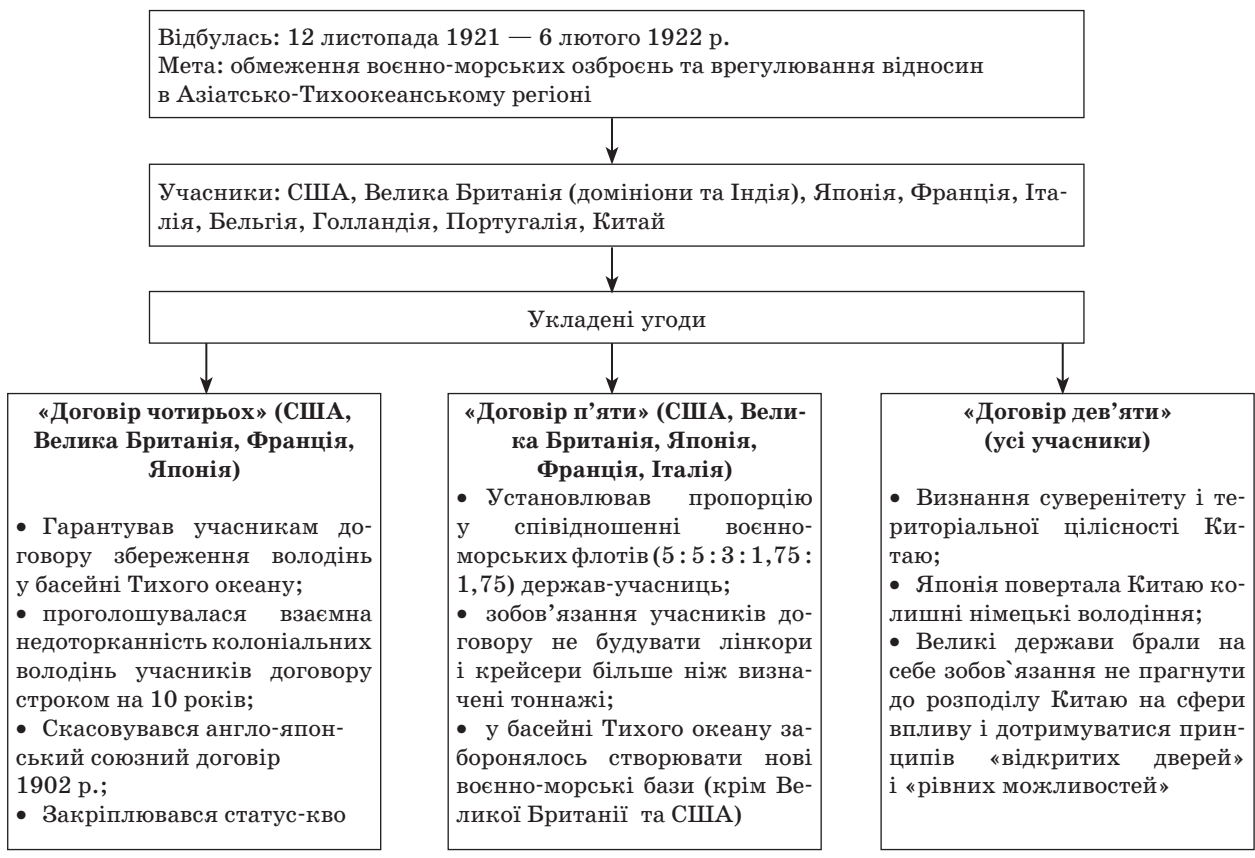 Відбулась: 12 листопада 1921 — 6 лютого 1922 р.
Мета: обмеження воєнно-морських озброєнь та врегулювання відносин
в Азіатсько-Тихоокеанському регіоні
Учасники: США, Велика Британія (домініони та Індія), Японія, Франція, Іта-
лія, Бельгія, Голландія, Португалія, Китай
Укладені угоди
«Договір чотирьох» (США,
Велика Британія, Франція,
Японія)
• Гарантував учасникам до-
говору збереження володінь
у басейні Тихого океану;
• проголошувалася взаємна
недоторканність колоніальних
володінь учасників договору
строком на 10 років;
• Скасовувався англо-япон-
ський союзний договір
1902 р.;
• Закріплювався статус-кво
«Договір п’яти» (США, Вели-
ка Британія, Японія,
Франція, Італія)
• Установлював пропорцію
у співідношенні воєнно-
морських флотів (5 : 5 : 3 : 1,75 :
1,75) держав-учасниць;
• зобов’язання учасників до-
говору не будувати лінкори
і крейсери більше ніж визна-
чені тоннажі;
• у басейні Тихого океану за-
боронялось створювати нові
воєнно-морські бази (крім Ве-
ликої Британії та США)
«Договір дев’яти»
(усі учасники)
• Визнання суверенітету і те-
риторіальної цілісності Ки-
таю;
• Японія повертала Китаю ко-
лишні німецькі володіння;
• Великі держави брали на
себе зобов`язання не прагнути
до розподілу Китаю на сфери
впливу і дотримуватися прин-
ципів «відкритих дверей»
і «рівних можливостей»